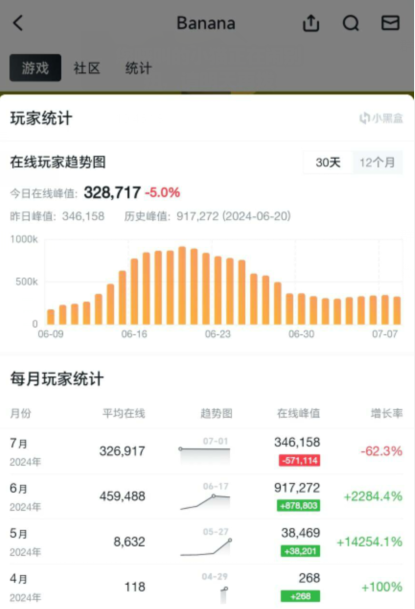 Banana
游戏 社区 统计
玩家统计 小黑盒
在线玩家趋势图 30天 12个月
今日在线峰值: 328,717 -5.0%
昨日峰值: 346,158 历史峰值: 917,272 (2024-06-20)
1000k
500k
0
06-09 06-16 06-23 06-30 07-07
每月玩家统计
月份 平均在线 趋势图 在线峰值 增长率
7月 2024年 326,917 07-01 346,158 -571,114 -62.3%
6月 2024年 459,488 06-17 917,272 +878,803 +2284.4%
5月 2024年 8,632 05-27 38,469 +38,201 +14254.1%
4月 2024年 118 04-29 268 +268 +100%